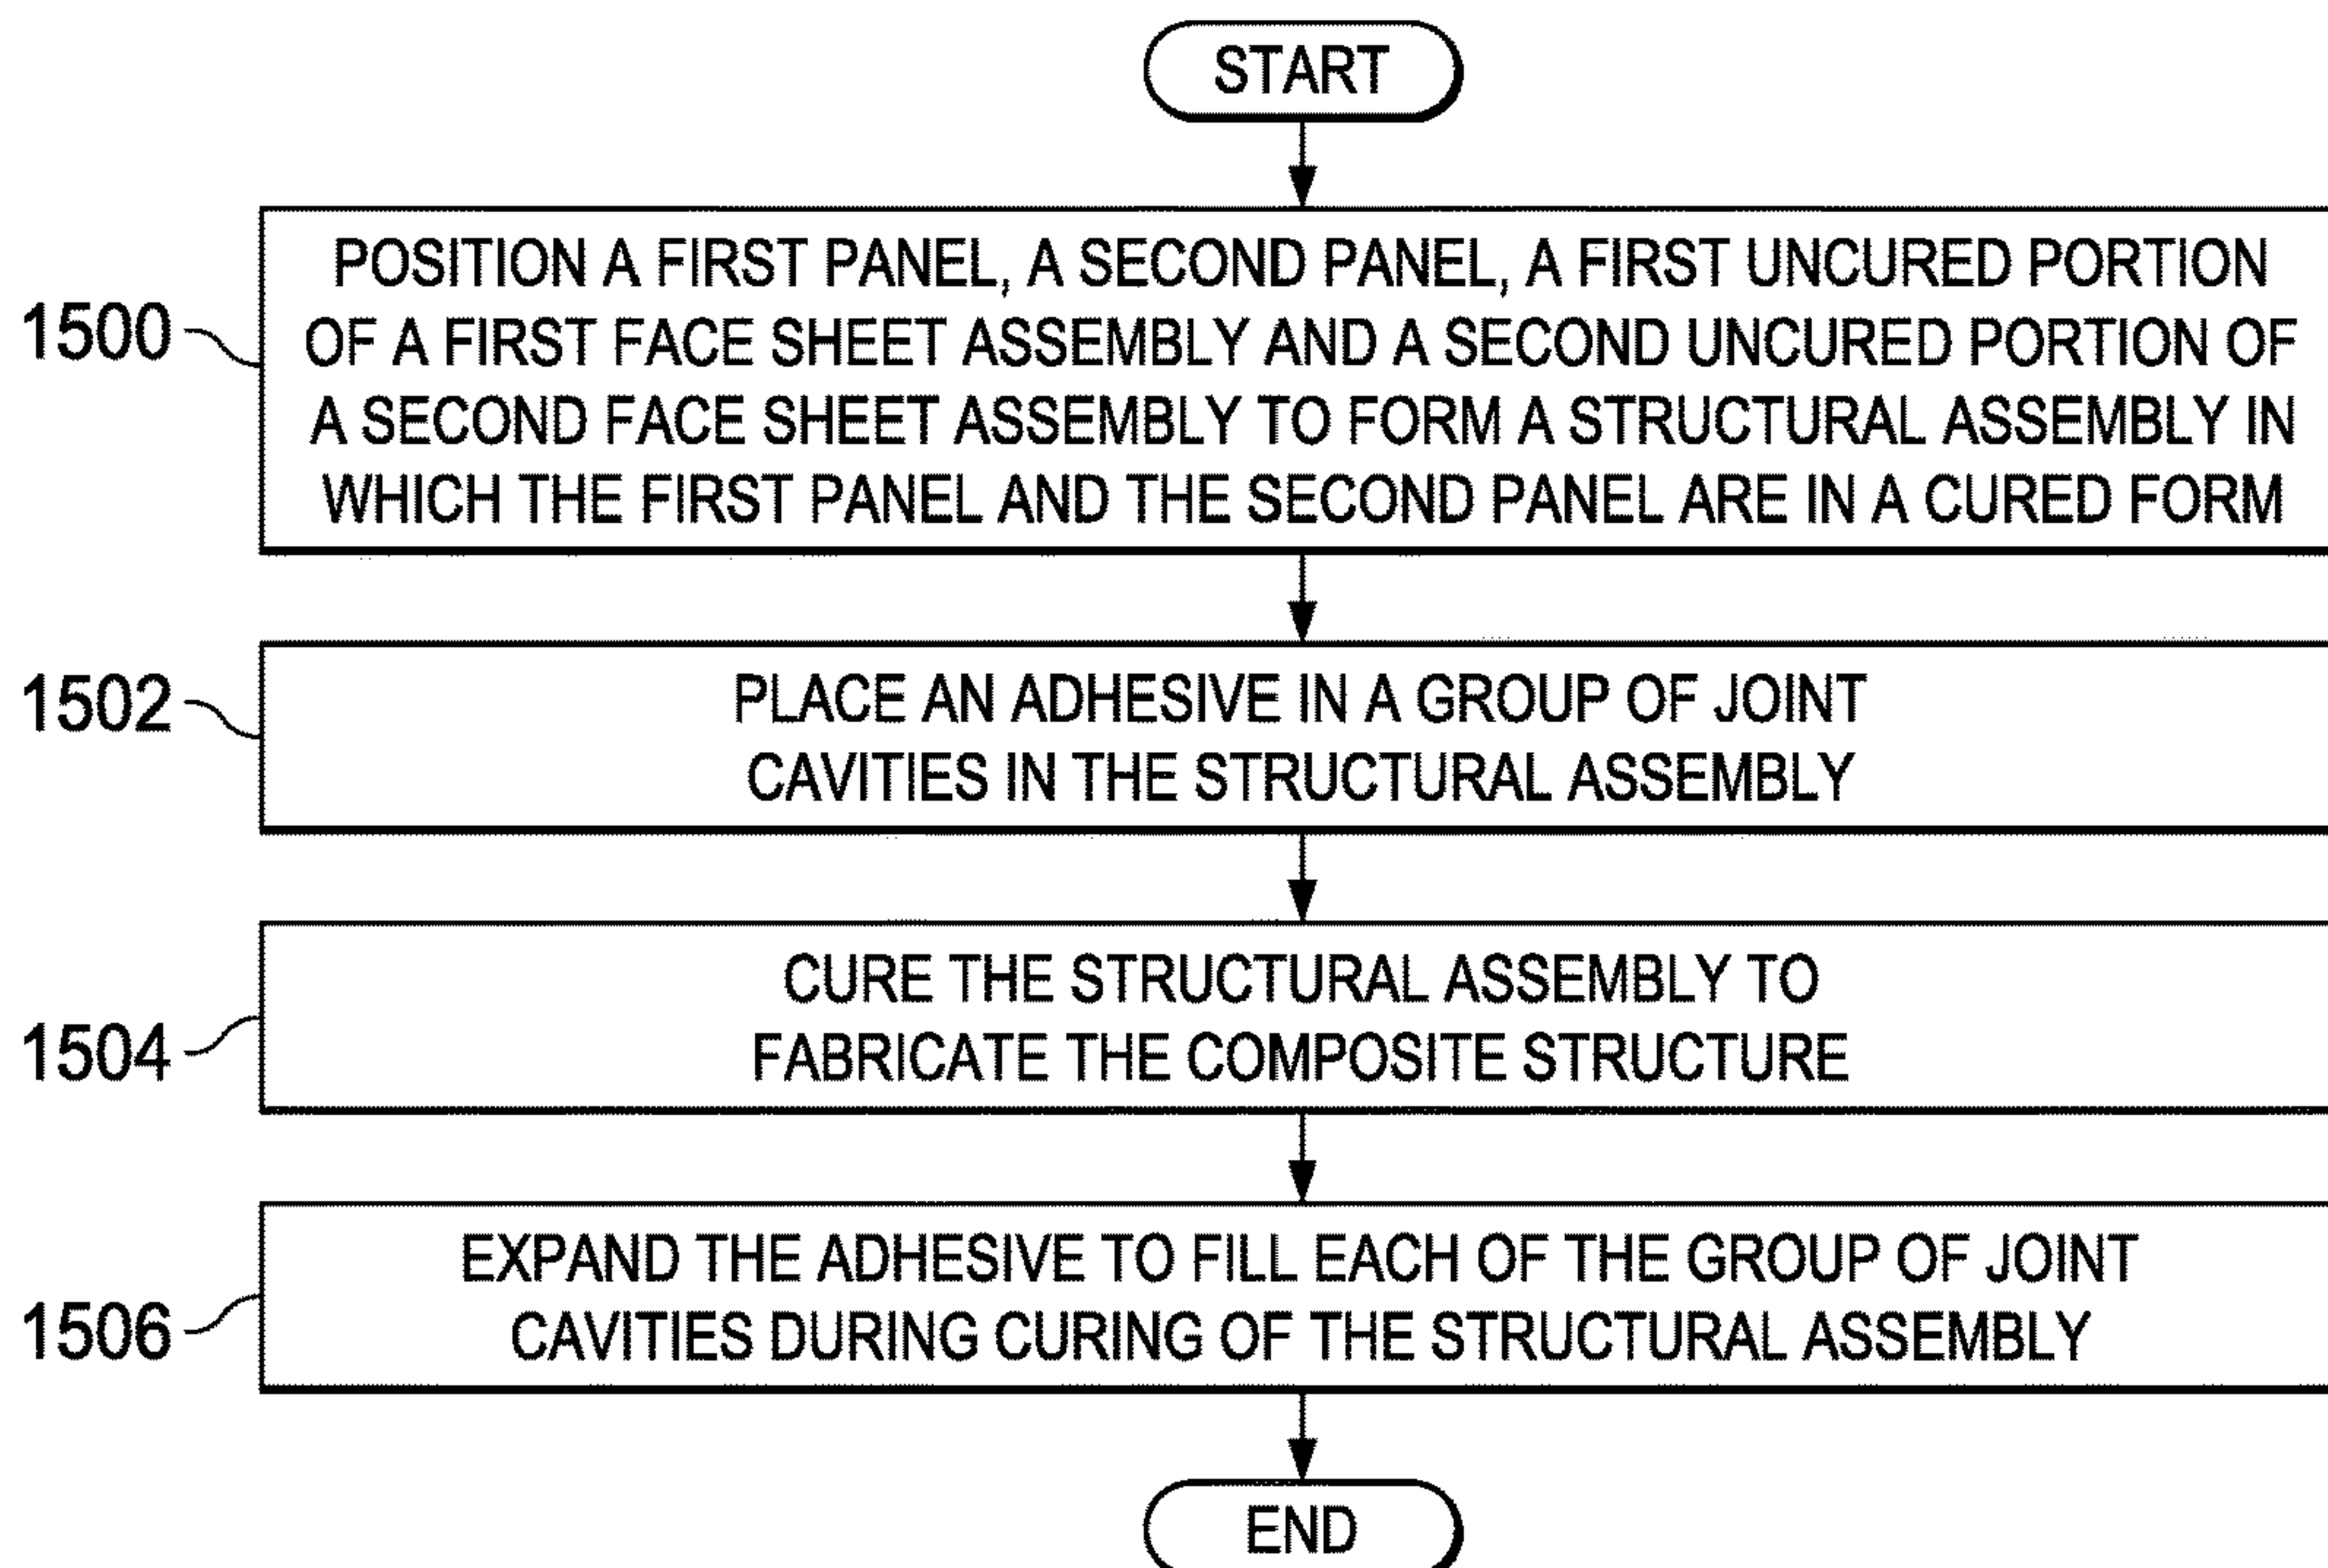 START
POSITION A FIRST PANEL, A SECOND PANEL, A FIRST UNCURED PORTION
OF A FIRST FACE SHEET ASSEMBLY AND A SECOND UNCURED PORTION OF
A SECOND FACE SHEET ASSEMBLY TO FORM A STRUCTURAL ASSEMBLY IN
WHICH THE FIRST PANEL AND THE SECOND PANEL ARE IN A CURED FORM
1500
PLACE AN ADHESIVE IN A GROUP OF JOINT
CAVITIES IN THE STRUCTURAL ASSEMBLY
1502
CURE THE STRUCTURAL ASSEMBLY TO
FABRICATE THE COMPOSITE STRUCTURE
1504
EXPAND THE ADHESIVE TO FILL EACH OF THE GROUP OF JOINT
CAVITIES DURING CURING OF THE STRUCTURAL ASSEMBLY
1506
END